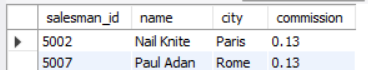 salesman_id name city commission
5002 Nail Knite Paris 0.13
5007 Paul Adan Rome 0.13